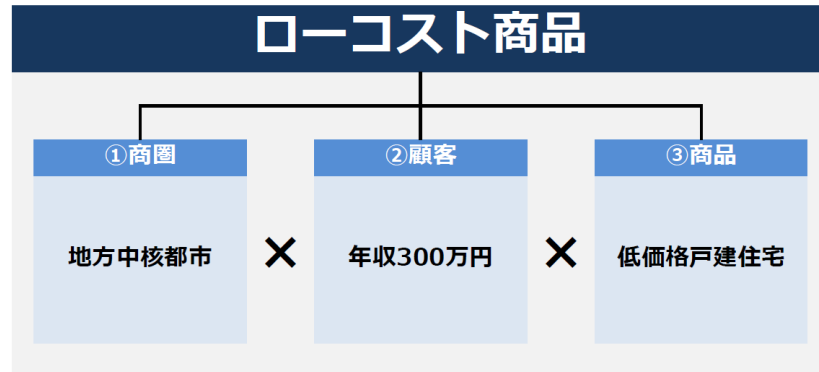 ローコスト商品
①商圏
②顧客
③商品
地方中核都市
×
年収300万円
×
低価格戸建住宅